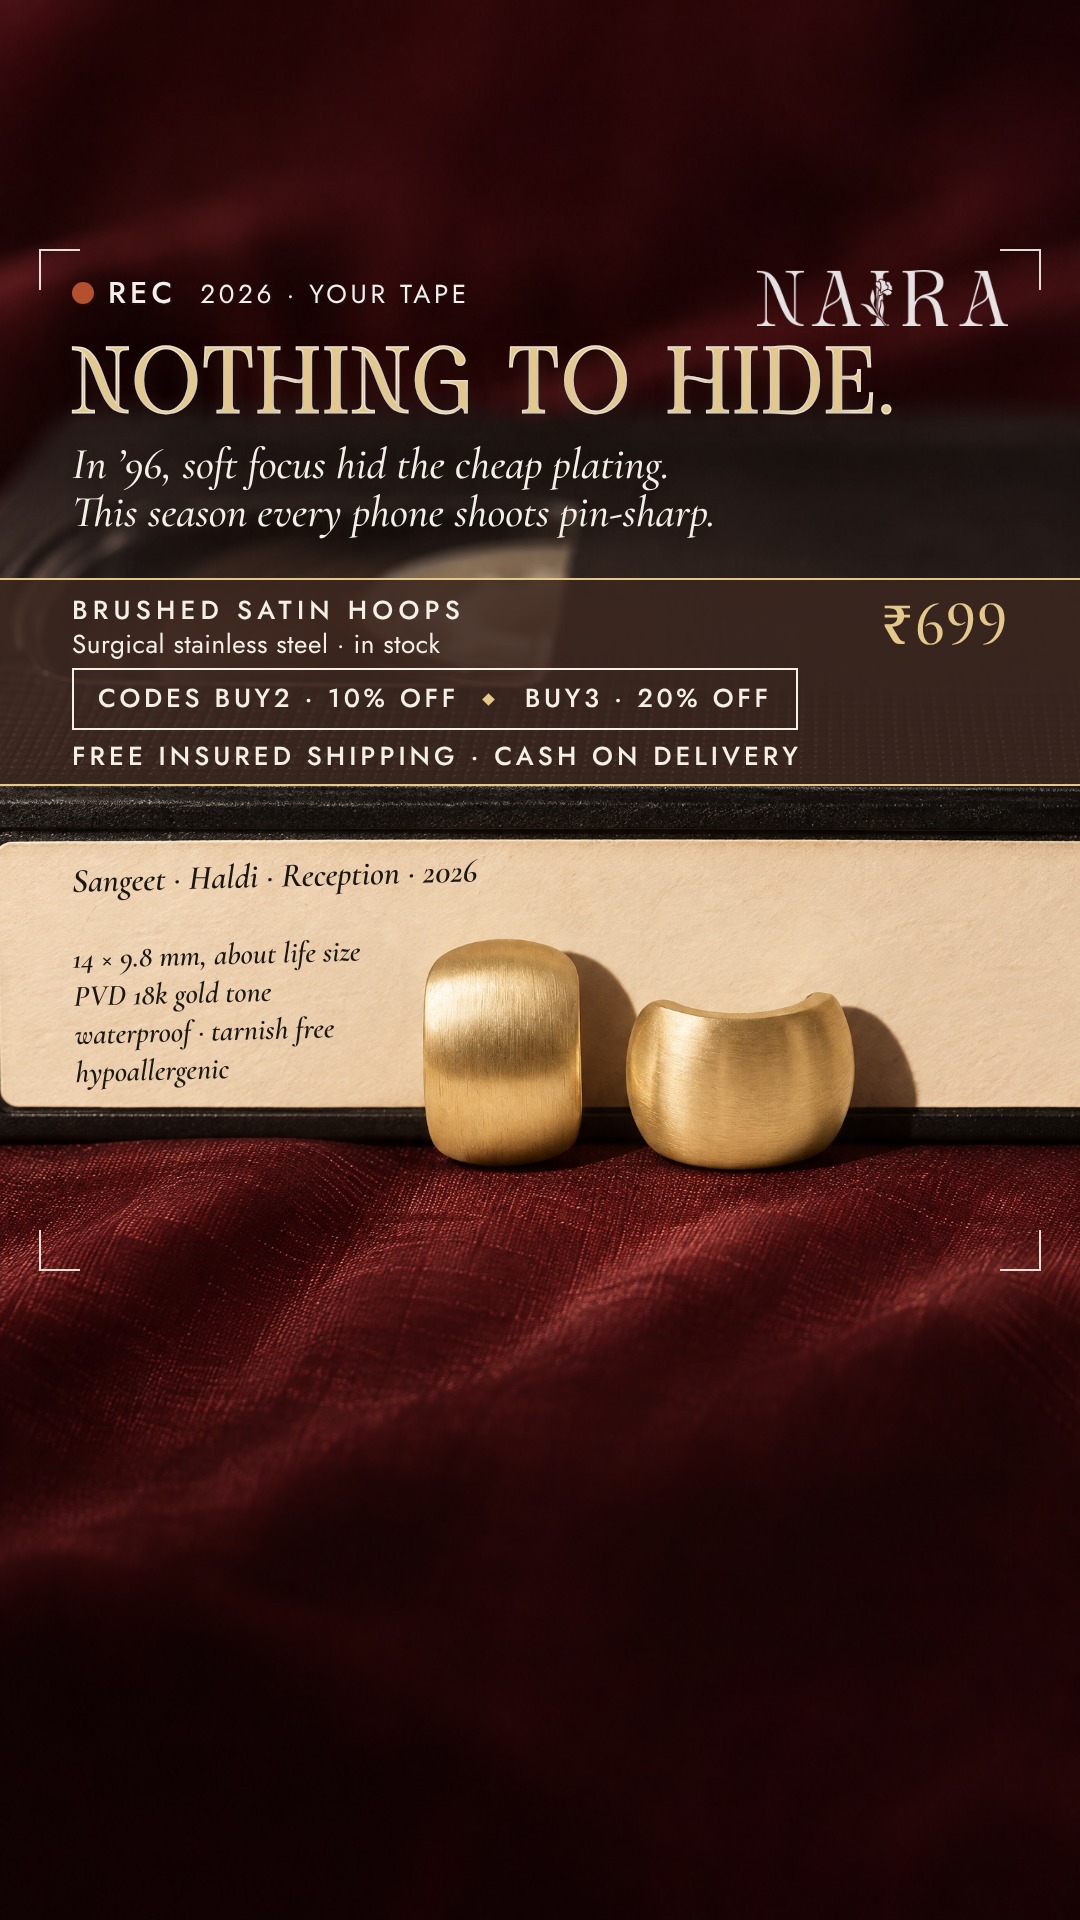 REC 2026 · YOUR TAPE
NAIRA
NOTHING TO HIDE.
In ’96, soft focus hid the cheap plating.
This season every phone shoots pin-sharp.
BRUSHED SATIN HOOPS
₹699
Surgical stainless steel · in stock
CODES BUY2 · 10% OFF ◆ BUY3 · 20% OFF
FREE INSURED SHIPPING · CASH ON DELIVERY
Sangeet · Haldi · Reception · 2026
14 × 9.8 mm, about life size
PVD 18k gold tone
waterproof · tarnish free
hypoallergenic